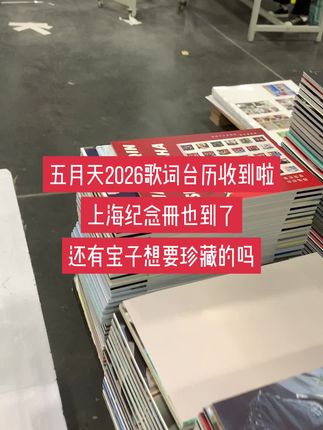 五月天2026歌词台历收到啦
上海纪念册也到了
还有宝子想要珍藏的吗